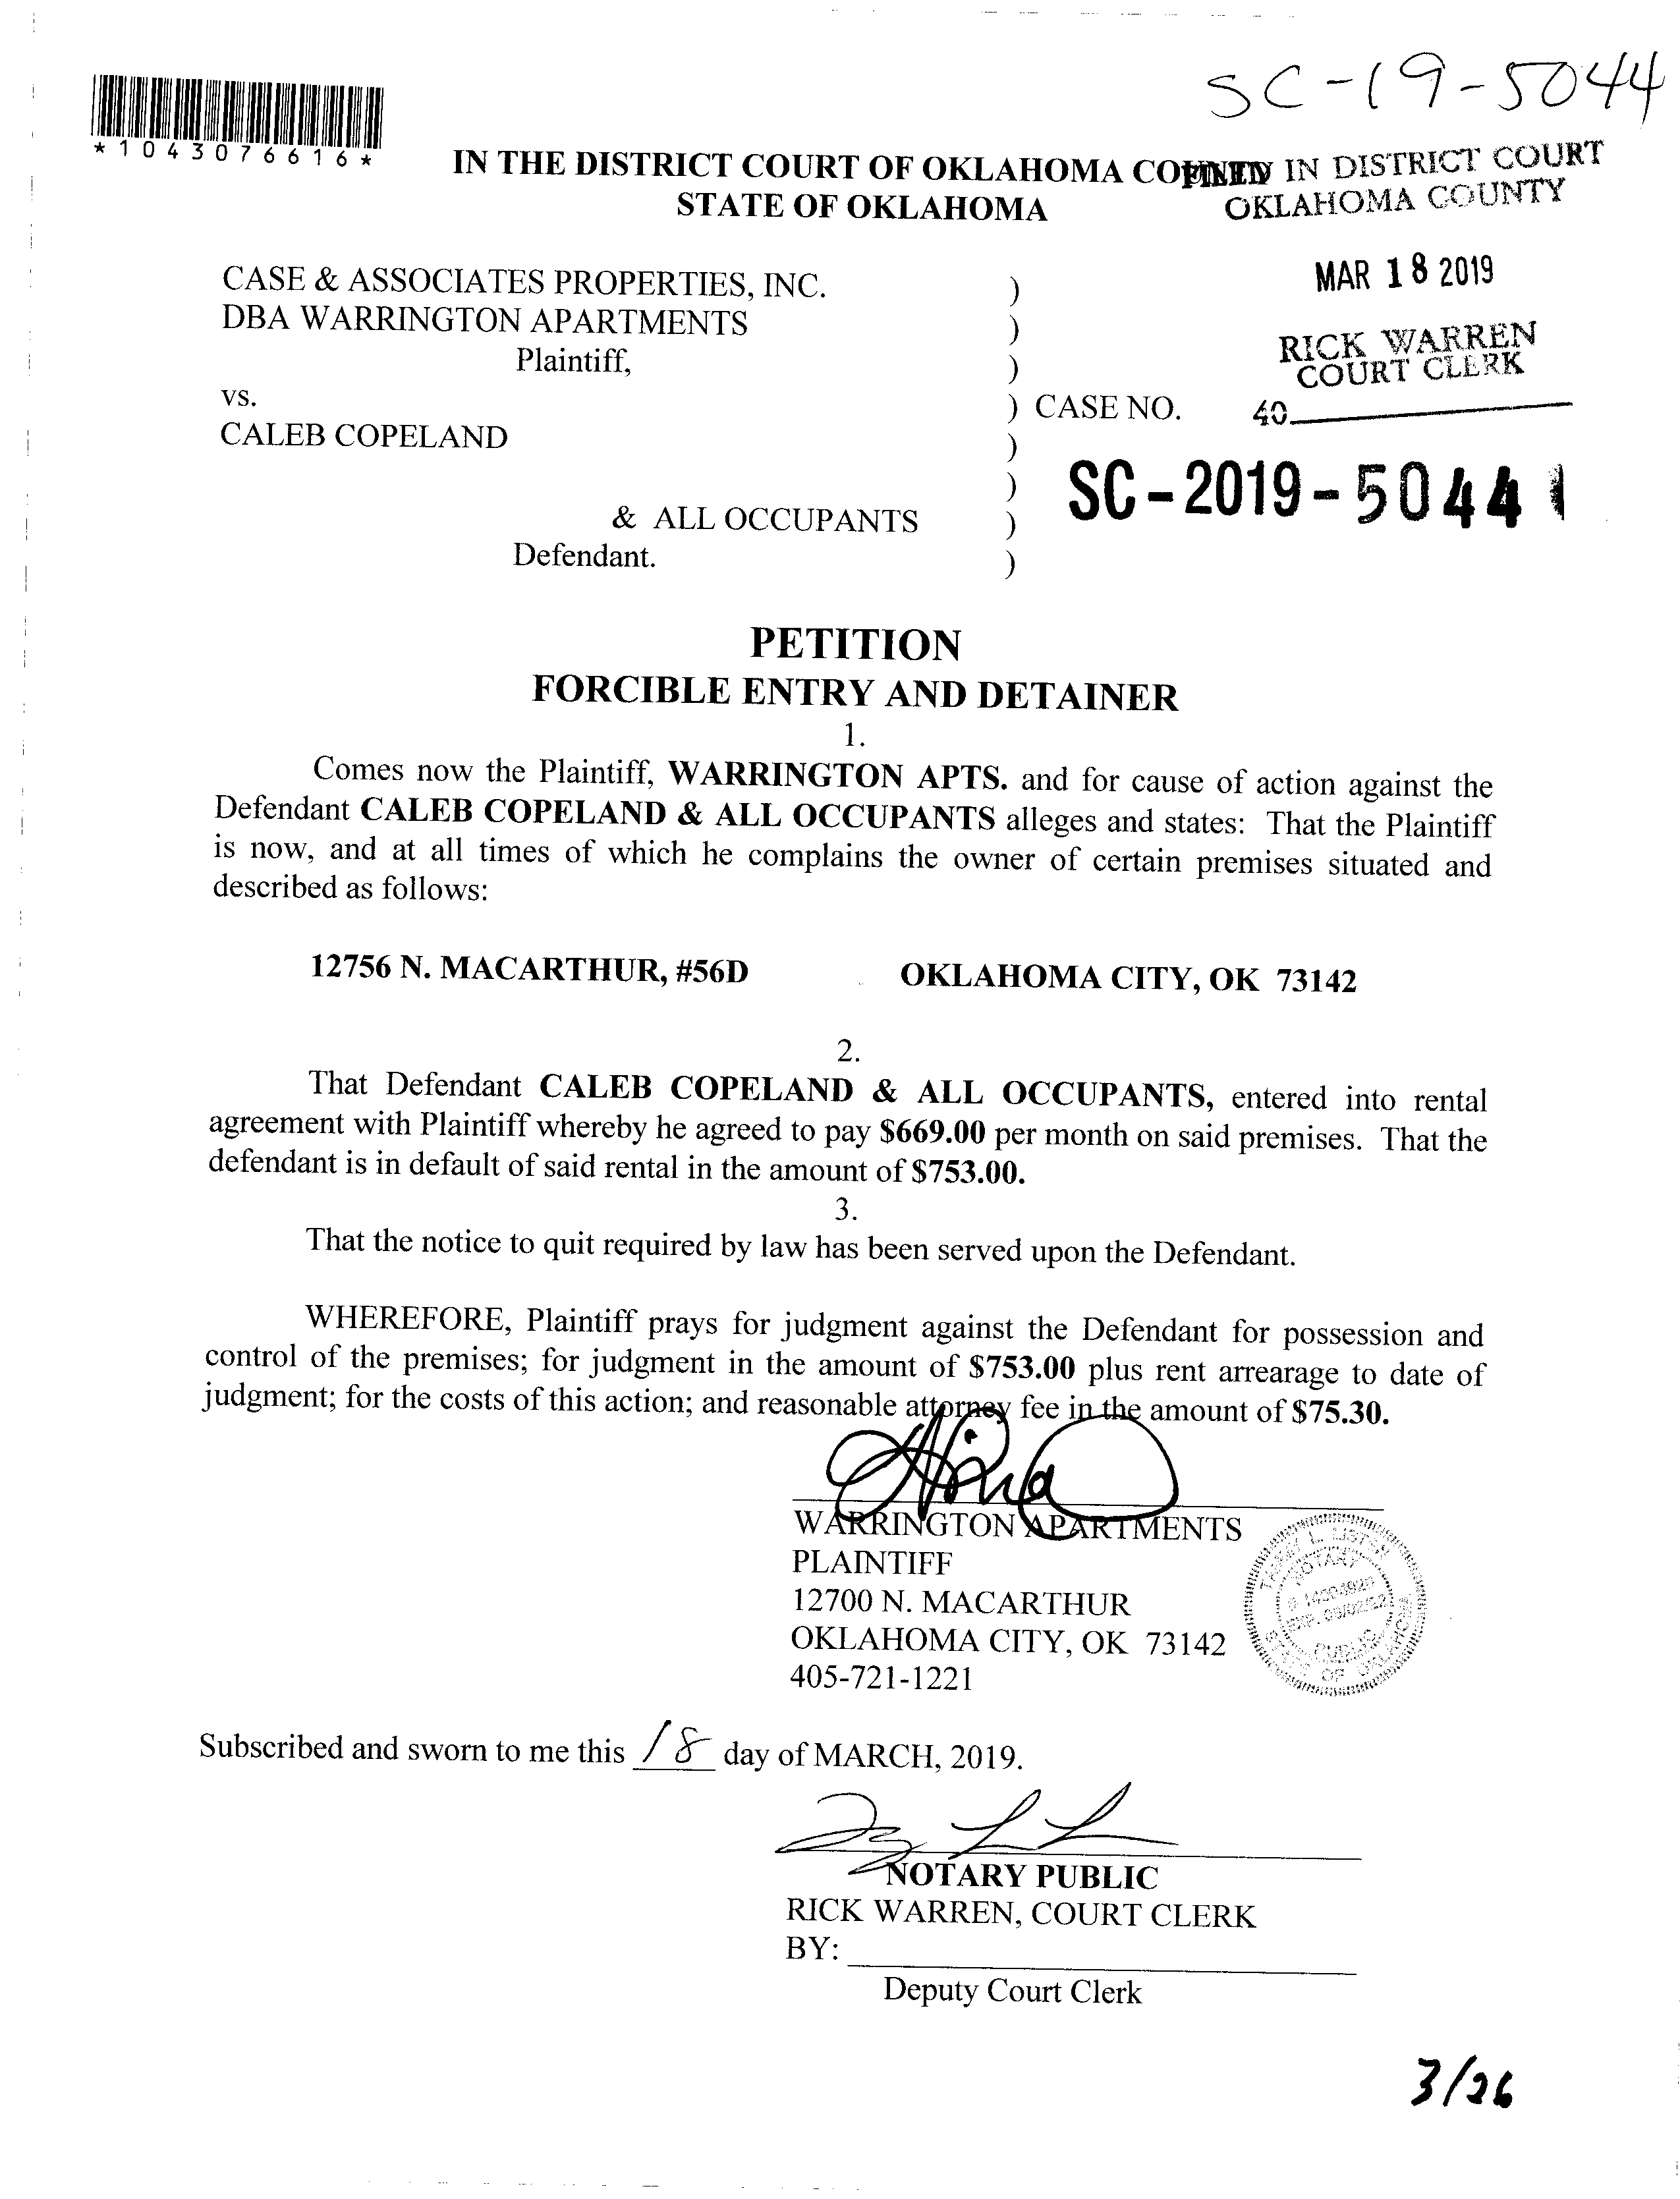 SC-19-5044
*1043076616*
IN THE DISTRICT COURT OF OKLAHOMA COUNTY
STATE OF OKLAHOMA
FILED IN DISTRICT COURT
OKLAHOMA COUNTY
MAR 18 2019
RICK WARREN
COURT CLERK
40
CASE & ASSOCIATES PROPERTIES, INC. )
DBA WARRINGTON APARTMENTS )
Plaintiff, )
vs. ) CASE NO.
CALEB COPELAND )
) SC-2019-5044
& ALL OCCUPANTS )
Defendant. )
PETITION
FORCIBLE ENTRY AND DETAINER
1.
Comes now the Plaintiff, WARRINGTON APTS. and for cause of action against the
Defendant CALEB COPELAND & ALL OCCUPANTS alleges and states: That the Plaintiff
is now, and at all times of which he complains the owner of certain premises situated and
described as follows:
12756 N. MACARTHUR, #56D OKLAHOMA CITY, OK 73142
2.
That Defendant CALEB COPELAND & ALL OCCUPANTS, entered into rental
agreement with Plaintiff whereby he agreed to pay $669.00 per month on said premises. That the
defendant is in default of said rental in the amount of $753.00.
3.
That the notice to quit required by law has been served upon the Defendant.
WHEREFORE, Plaintiff prays for judgment against the Defendant for possession and
control of the premises; for judgment in the amount of $753.00 plus rent arrearage to date of
judgment; for the costs of this action; and reasonable attorney fee in the amount of $75.30.
WARRINGTON APARTMENTS
PLAINTIFF
12700 N. MACARTHUR
OKLAHOMA CITY, OK 73142
405-721-1221
NOTARY
PUBLIC
STATE OF OKLAHOMA
Subscribed and sworn to me this 18 day of MARCH, 2019.
NOTARY PUBLIC
RICK WARREN, COURT CLERK
BY:
Deputy Court Clerk
3/26